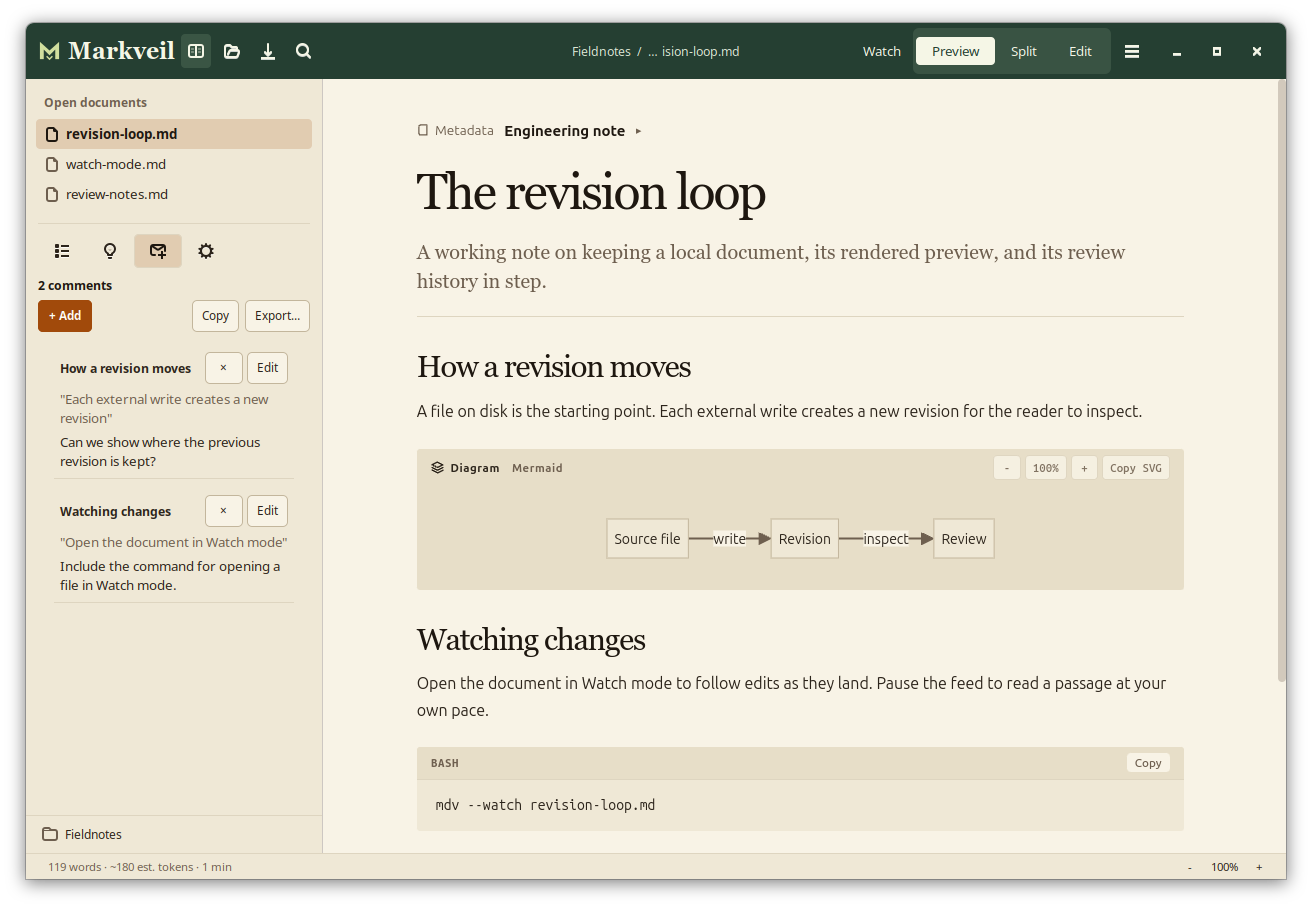 Markveil
Fieldnotes / ... ision-loop.md
Watch
Preview
Split
Edit
Open documents
revision-loop.md
watch-mode.md
review-notes.md
2 comments
+ Add
Copy
Export...
How a revision moves
×
Edit
"Each external write creates a new
revision"
Can we show where the previous
revision is kept?
Watching changes
×
Edit
"Open the document in Watch mode"
Include the command for opening a
file in Watch mode.
Fieldnotes
Metadata Engineering note ▸
The revision loop
A working note on keeping a local document, its rendered preview, and its review
history in step.
How a revision moves
A file on disk is the starting point. Each external write creates a new revision for the reader to inspect.
Diagram Mermaid
-
100%
+
Copy SVG
Source file
write
Revision
inspect
Review
Watching changes
Open the document in Watch mode to follow edits as they land. Pause the feed to read a passage at your
own pace.
BASH
Copy
mdv --watch revision-loop.md
119 words · ~180 est. tokens · 1 min
- 100% +